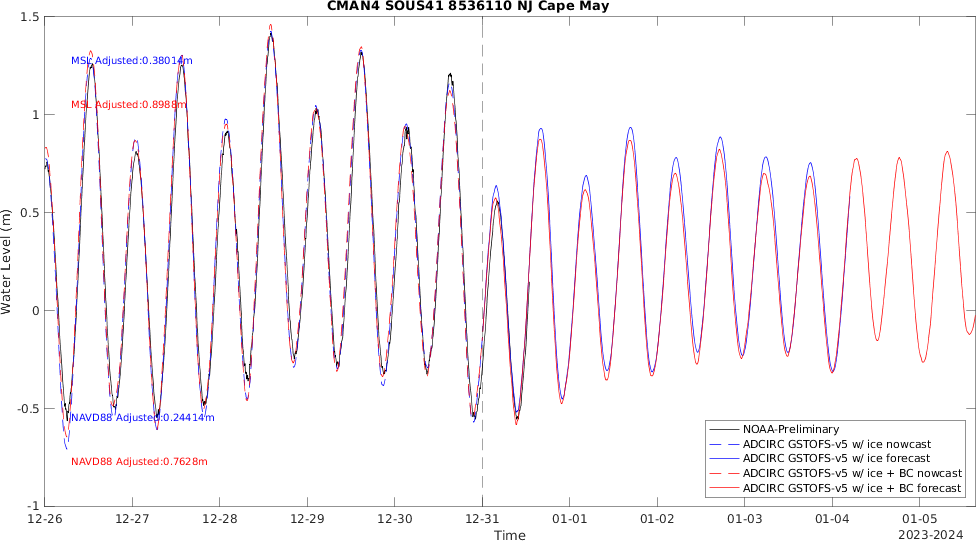 CMAN4 SOUS41 8536110 NJ Cape May
1.5
1
0.5
0
-0.5
-1
Water Level (m)
MSL Adjusted:0.38014m
MSL Adjusted:0.8988m
NAVD88 Adjusted:0.24414m
NAVD88 Adjusted:0.7628m
NOAA-Preliminary
ADCIRC GSTOFS-v5 w/ ice nowcast
ADCIRC GSTOFS-v5 w/ ice forecast
ADCIRC GSTOFS-v5 w/ ice + BC nowcast
ADCIRC GSTOFS-v5 w/ ice + BC forecast
12-26 12-27 12-28 12-29 12-30 12-31 01-01 01-02 01-03 01-04 01-05
Time
2023-2024